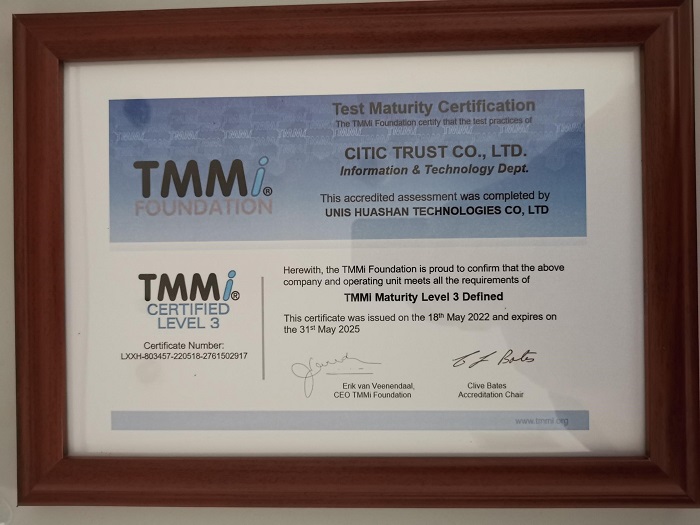 Test Maturity Certification
The TMMi Foundation certify that the test practices of
CITIC TRUST CO., LTD.
Information & Technology Dept.
This accredited assessment was completed by
UNIS HUASHAN TECHNOLOGIES CO, LTD
TMMi®
FOUNDATION
TMMi®
CERTIFIED
LEVEL 3
Certificate Number:
LXXH-803457-220518-2761502917
Herewith, the TMMi Foundation is proud to confirm that the above
company and operating unit meets all the requirements of
TMMi Maturity Level 3 Defined
This certificate was issued on the 18th May 2022 and expires on
the 31st May 2025
Erik van Veenendaal,
CEO TMMi Foundation
C J Bates
Clive Bates
Accreditation Chair
www.tmmi.org